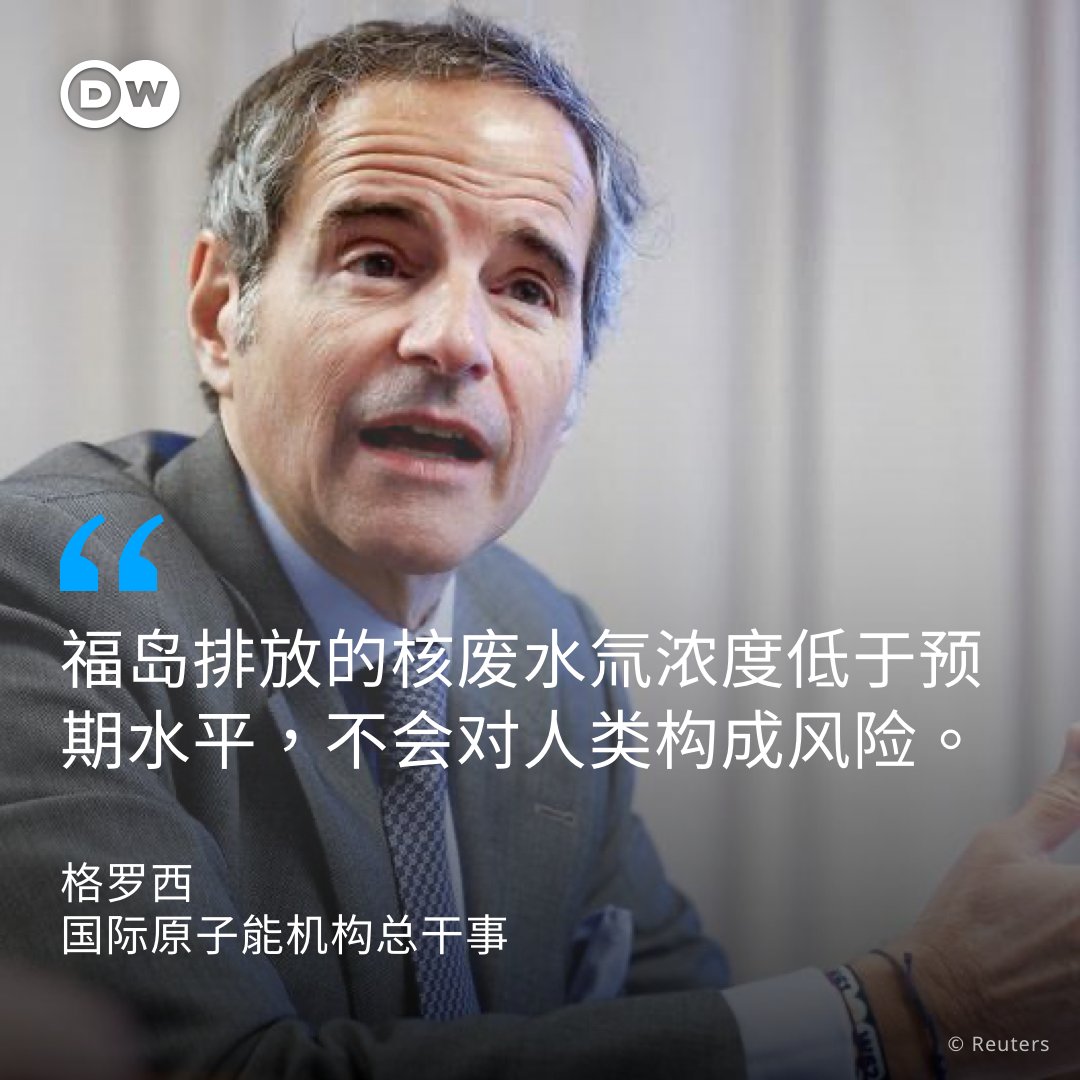 DW
“
福岛排放的核废水氚浓度低于预
期水平，不会对人类构成风险。
格罗西
国际原子能机构总干事
© Reuters